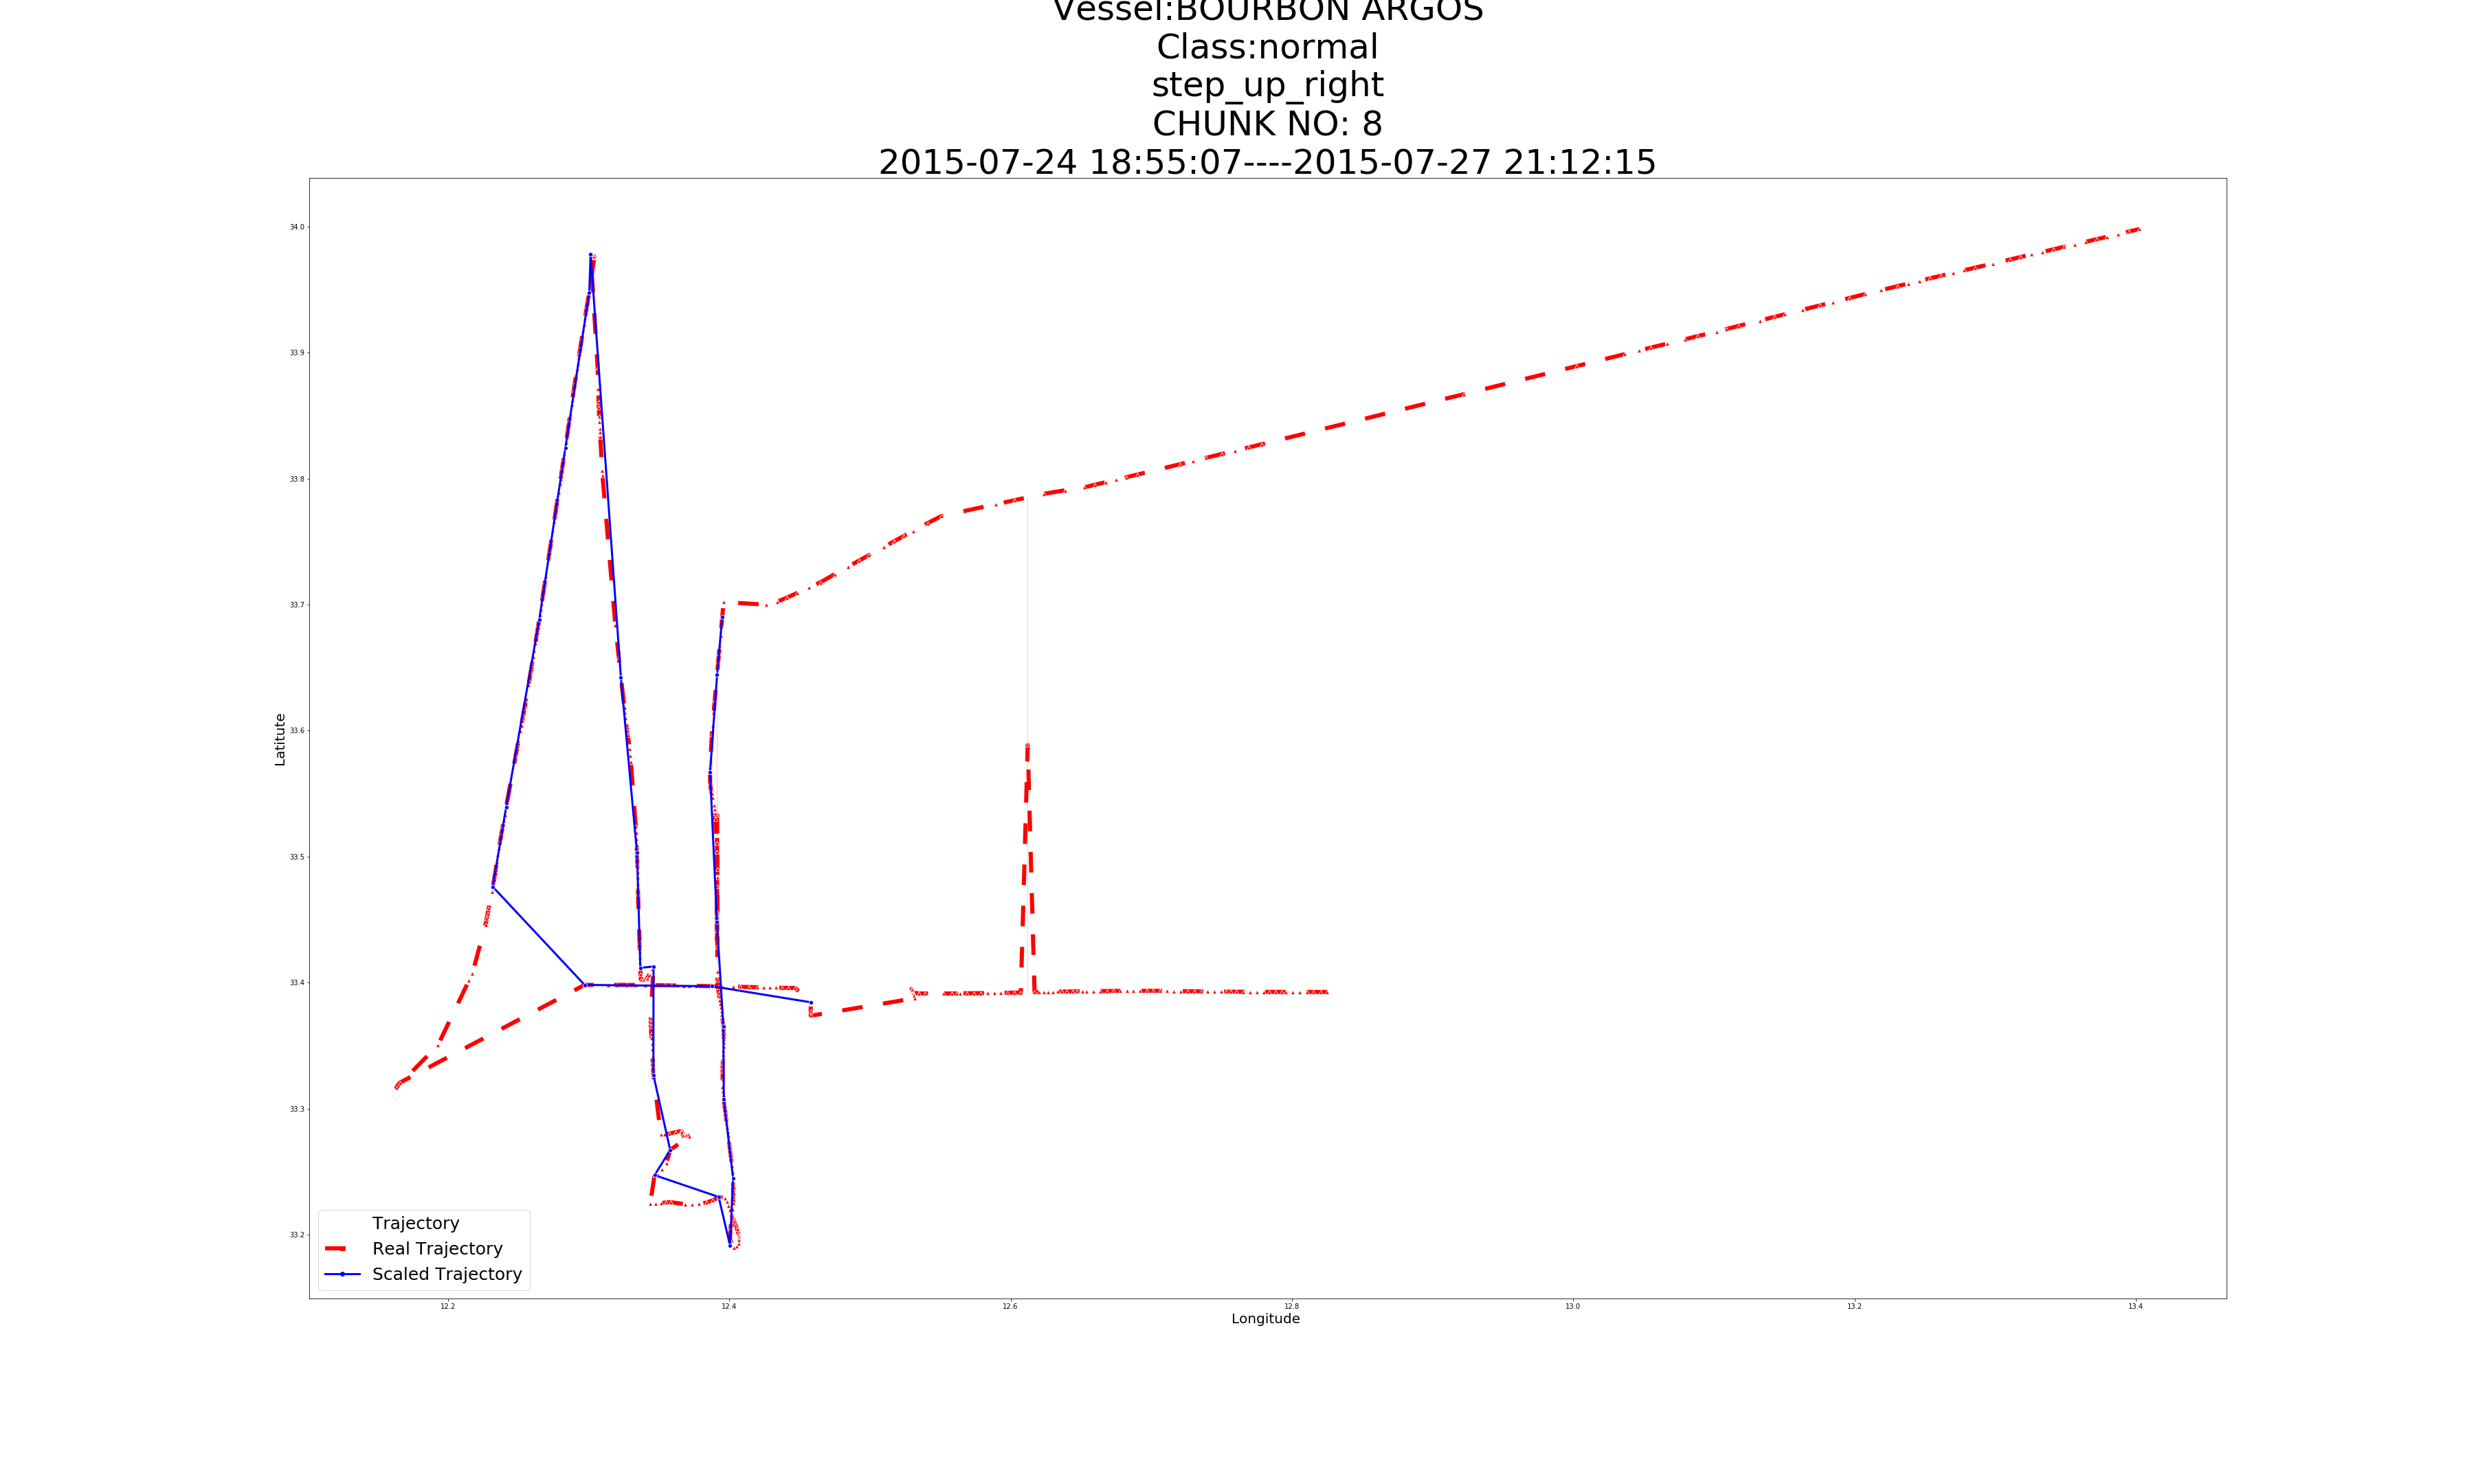 Vessel:BOURBON ARGOS
Class:normal
step_up_right
CHUNK NO: 8
2015-07-24 18:55:07----2015-07-27 21:12:15
34.0
33.9
33.8
33.7
33.6
33.5
33.4
33.3
33.2
Latitute
Trajectory
Real Trajectory
Scaled Trajectory
12.2
12.4
12.6
12.8
13.0
13.2
13.4
Longitude